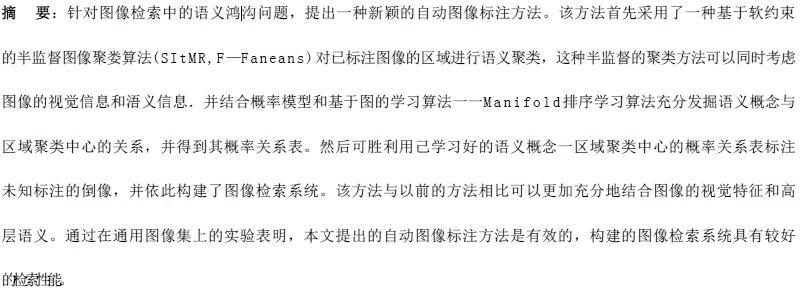 摘　要：针对图像检索中的语义鸿沟问题，提出一种新颖的自动图像标注方法。该方法首先采用了一种基于软约束
的半监督图像聚娄算法(SItMR,F—Faneans)对已标注图像的区域进行语义聚类，这种半监督的聚类方法可以同时考虑
图像的视觉信息和浯义信息．并结合概率模型和基于图的学习算法一一Manifold排序学习算法充分发掘语义概念与
区域聚类中心的关系，并得到其概率关系表。然后可胜利用己学习好的语义概念一区域聚类中心的概率关系表标注
未知标注的倒像，并依此构建了图像检索系统。该方法与以前的方法相比可以更加充分地结合图像的视觉特征和高
层语义。通过在通用图像集上的实验表明，本文提出的自动图像标注方法是有效的，构建的图像检索系统具有较好
的检索性能。